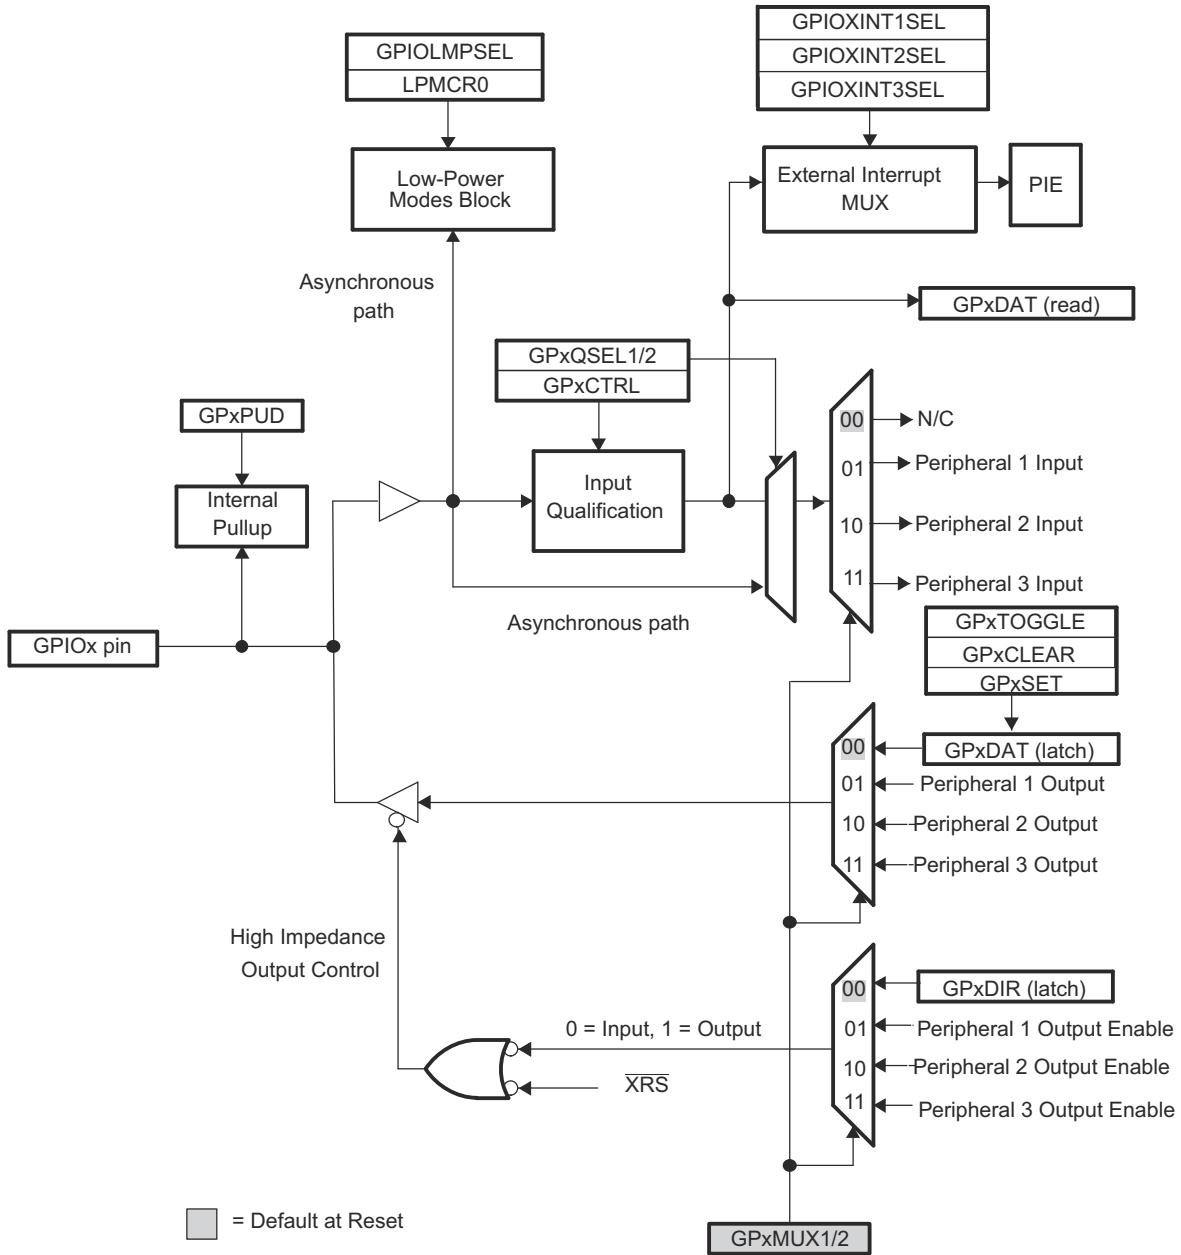 GPIOXINT1SEL
GPIOXINT2SEL
GPIOXINT3SEL
GPIOLMPSEL
LPMCR0
Low-Power
Modes Block
External Interrupt
MUX
PIE
Asynchronous
path
GPxDAT (read)
GPxQSEL1/2
GPxCTRL
GPxPUD
Internal
Pullup
Input
Qualification
00
N/C
01
Peripheral 1 Input
10
Peripheral 2 Input
11
Peripheral 3 Input
Asynchronous path
GPIOx pin
GPxTOGGLE
GPxCLEAR
GPxSET
00
GPxDAT (latch)
01
Peripheral 1 Output
10
Peripheral 2 Output
11
Peripheral 3 Output
High Impedance
Output Control
00
GPxDIR (latch)
0 = Input, 1 = Output
01
Peripheral 1 Output Enable
10
Peripheral 2 Output Enable
XRS
11
Peripheral 3 Output Enable
= Default at Reset
GPxMUX1/2